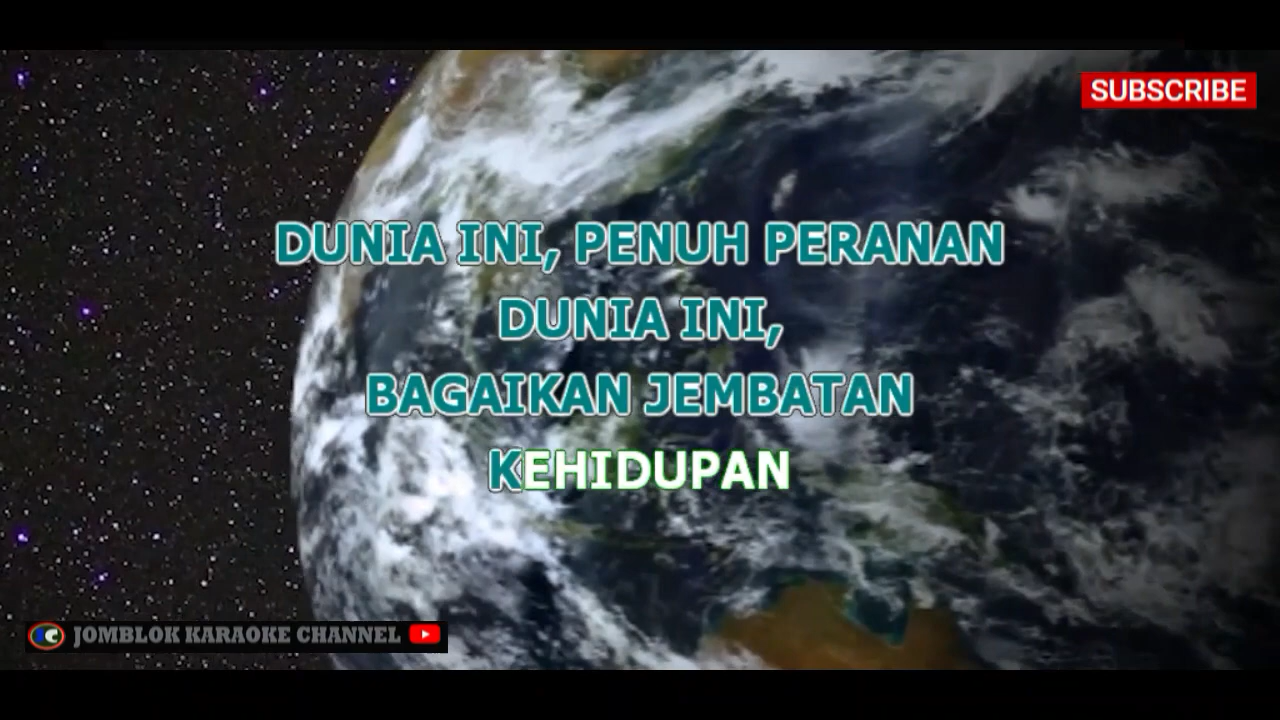 SUBSCRIBE
DUNIA INI, PENUH PERANAN
DUNIA INI,
BAGAIKAN JEMBATAN
KEHIDUPAN
JOMBLOK KARAOKE CHANNEL